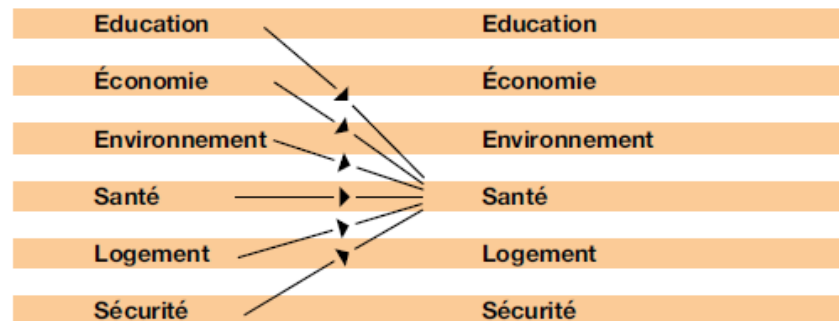 Education Education
Économie Économie
Environnement Environnement
Santé Santé
Logement Logement
Sécurité Sécurité